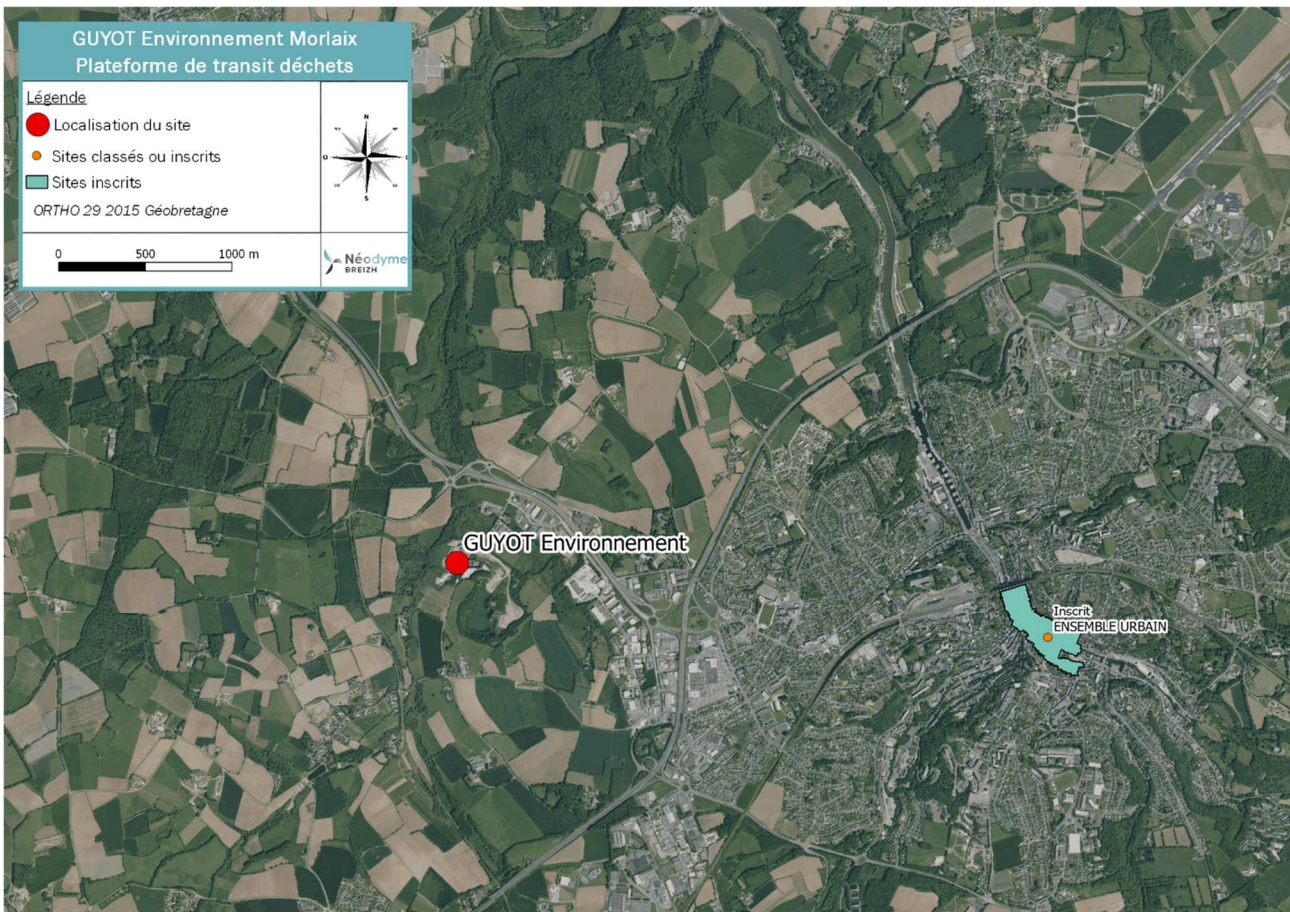 GUYOT Environnement Morlaix
Plateforme de transit déchets
Légende
Localisation du site
Sites classés ou inscrits
Sites inscrits
ORTHO 29 2015 Géobretagne
N
O
S
0 500 1000 m
Néodyme
BREIZH
GUYOT Environnement
Inscrit
ENSEMBLE URBAIN